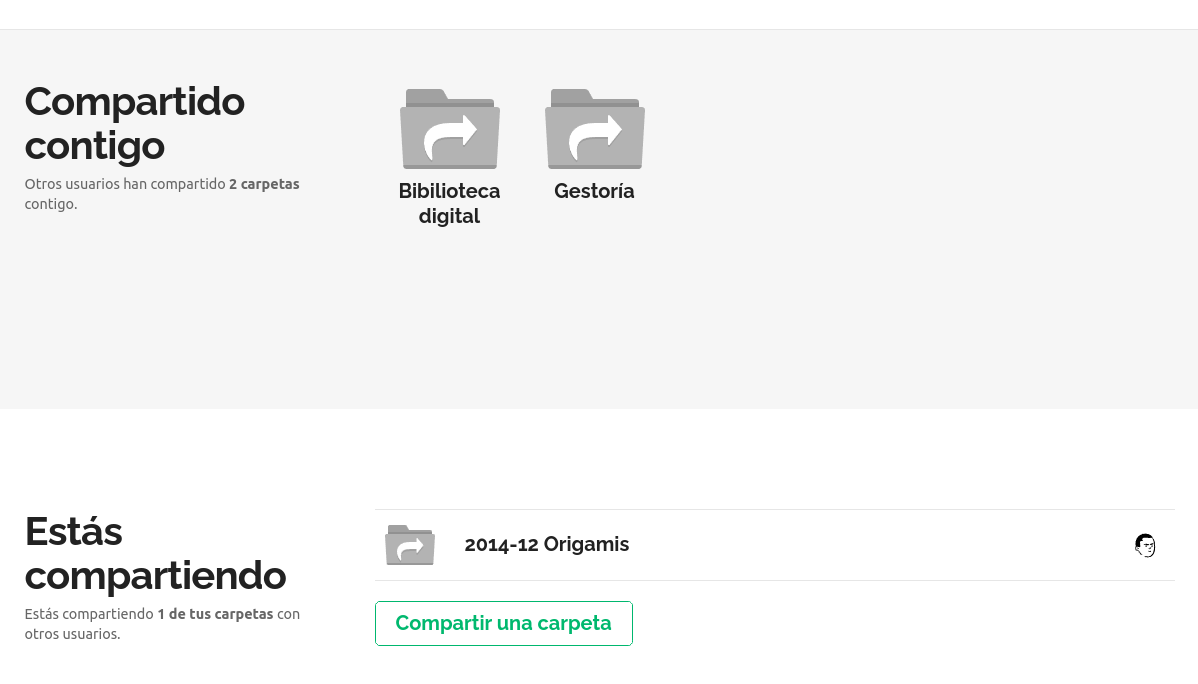 Compartido
contigo
Otros usuarios han compartido 2 carpetas
contigo.
Bibilioteca
digital
Gestoría
Estás
compartiendo
Estás compartiendo 1 de tus carpetas con
otros usuarios.
2014-12 Origamis
Compartir una carpeta